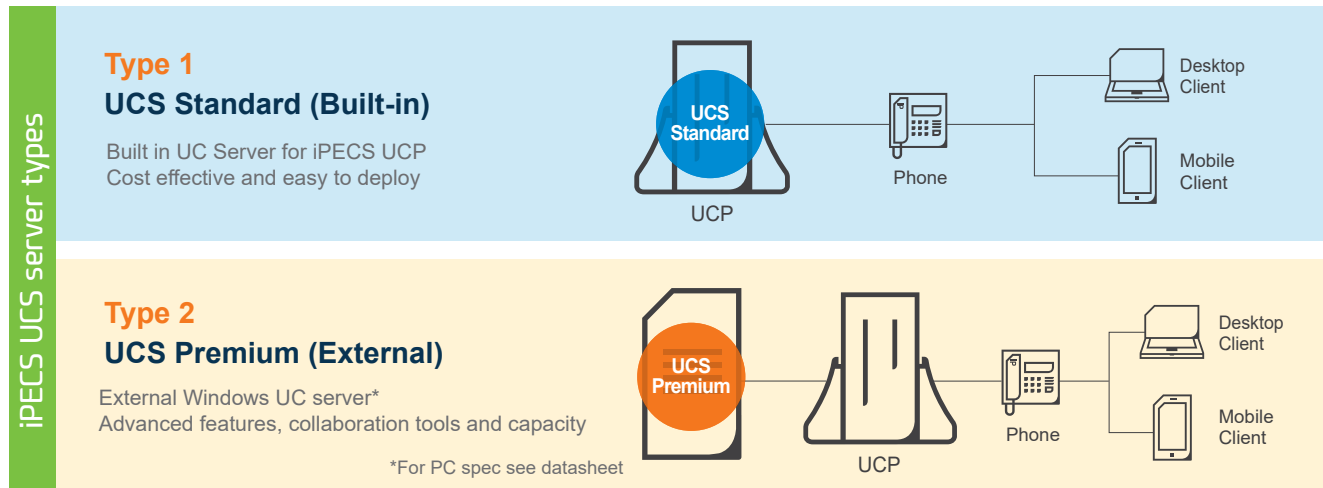 iPECS UCS server types
Type 1
UCS Standard (Built-in)
Built in UC Server for iPECS UCP
Cost effective and easy to deploy
UCS
Standard
UCP
Phone
Desktop
Client
Mobile
Client
Type 2
UCS Premium (External)
External Windows UC server*
Advanced features, collaboration tools and capacity
*For PC spec see datasheet
UCS
Premium
UCP
Phone
Desktop
Client
Mobile
Client